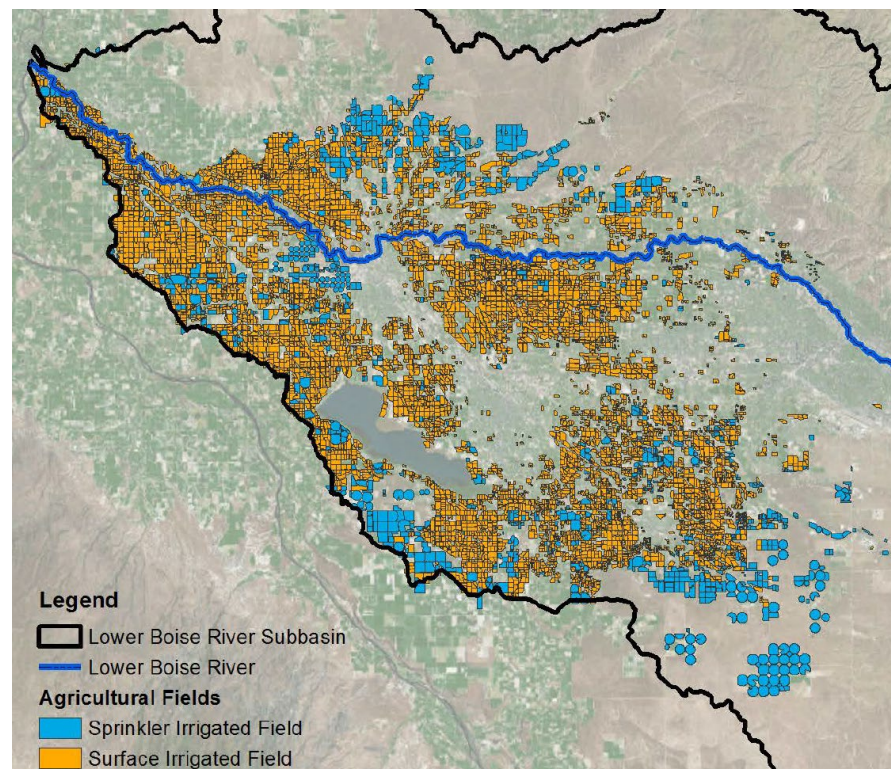 Legend
Lower Boise River Subbasin
Lower Boise River
Agricultural Fields
Sprinkler Irrigated Field
Surface Irrigated Field